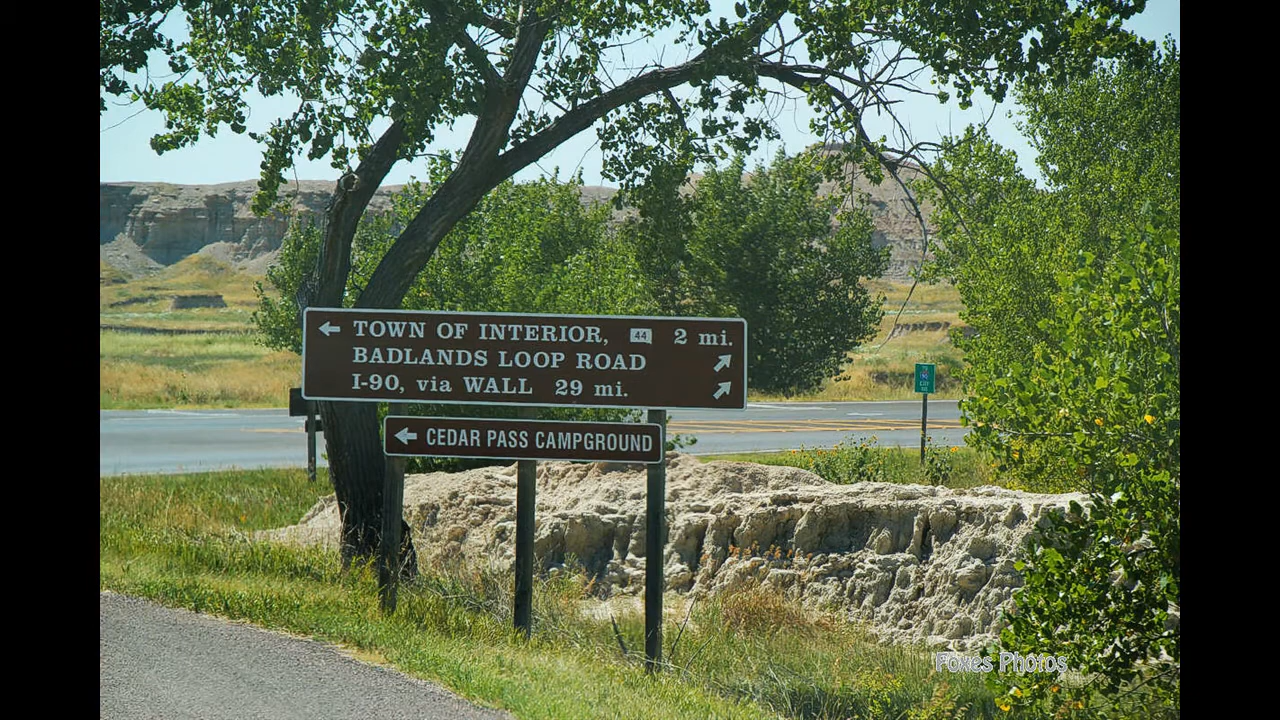 TOWN OF INTERIOR, 44 2 mi.
BADLANDS LOOP ROAD
I-90, via WALL 29 mi.
CEDAR PASS CAMPGROUND
Foxes Photos